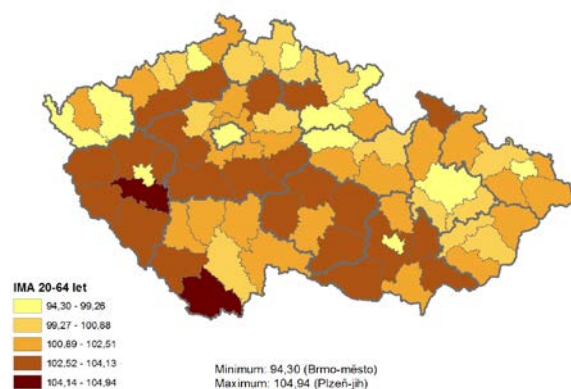 IMA 20-64 let
94,30 - 99,26
99,27 - 100,88
100,89 - 102,51
102,52 - 104,13
104,14 - 104,94
Minimum: 94,30 (Brno-město)
Maximum: 104,94 (Plzeň-jih)